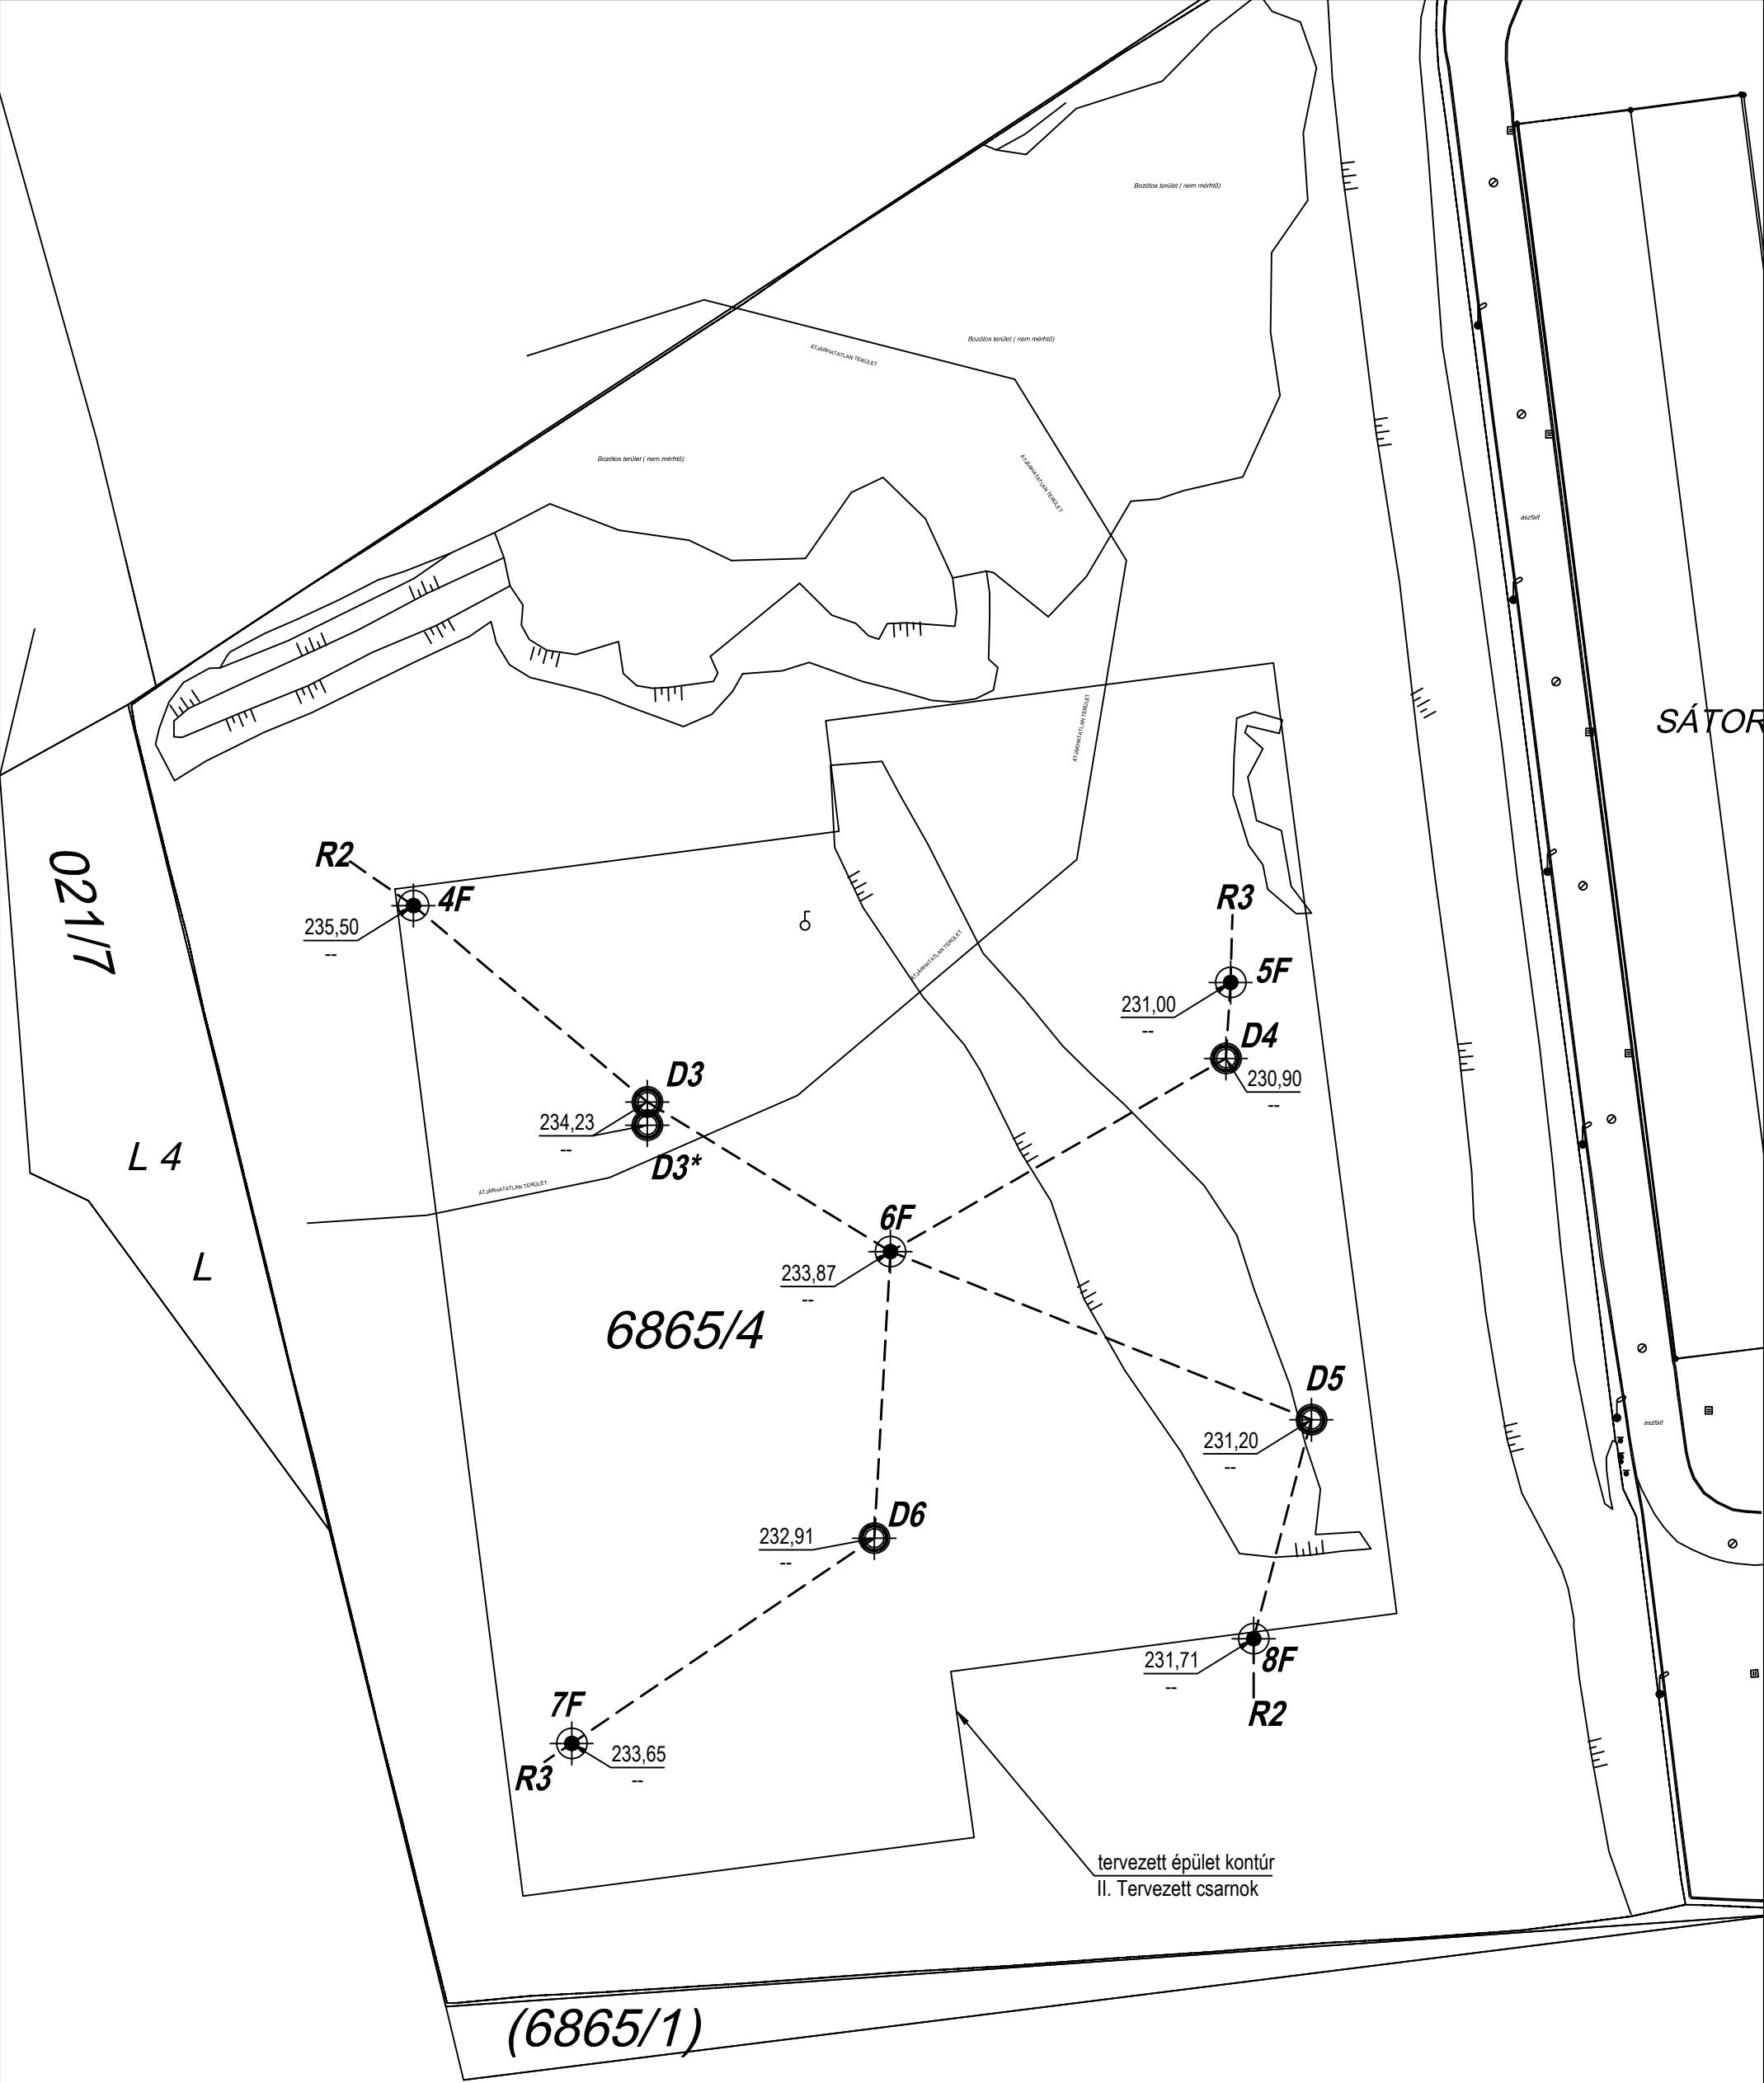 Bozótos terület ( nem mérhtő)
Bozótos terület ( nem mérhtő)
ÁTJÁRHATATLAN TERÜLET
Bozótos terület ( nem mérhtő)
ÁTJÁRHATATLAN TERÜLET
aszfalt
SÁTOR
ÁTJÁRHATATLAN TERÜLET
021/7
R2
4F
235,50
--
R3
5F
231,00
--
ÁTJÁRHATATLAN TERÜLET
D4
230,90
--
D3
234,23
--
D3*
L 4
ÁTJÁRHATATLAN TERÜLET
6F
233,87
--
L
6865/4
D5
231,20
--
aszfalt
D6
232,91
--
8F
231,71
--
R2
7F
233,65
--
R3
tervezett épület kontúr
II. Tervezett csarnok
(6865/1)